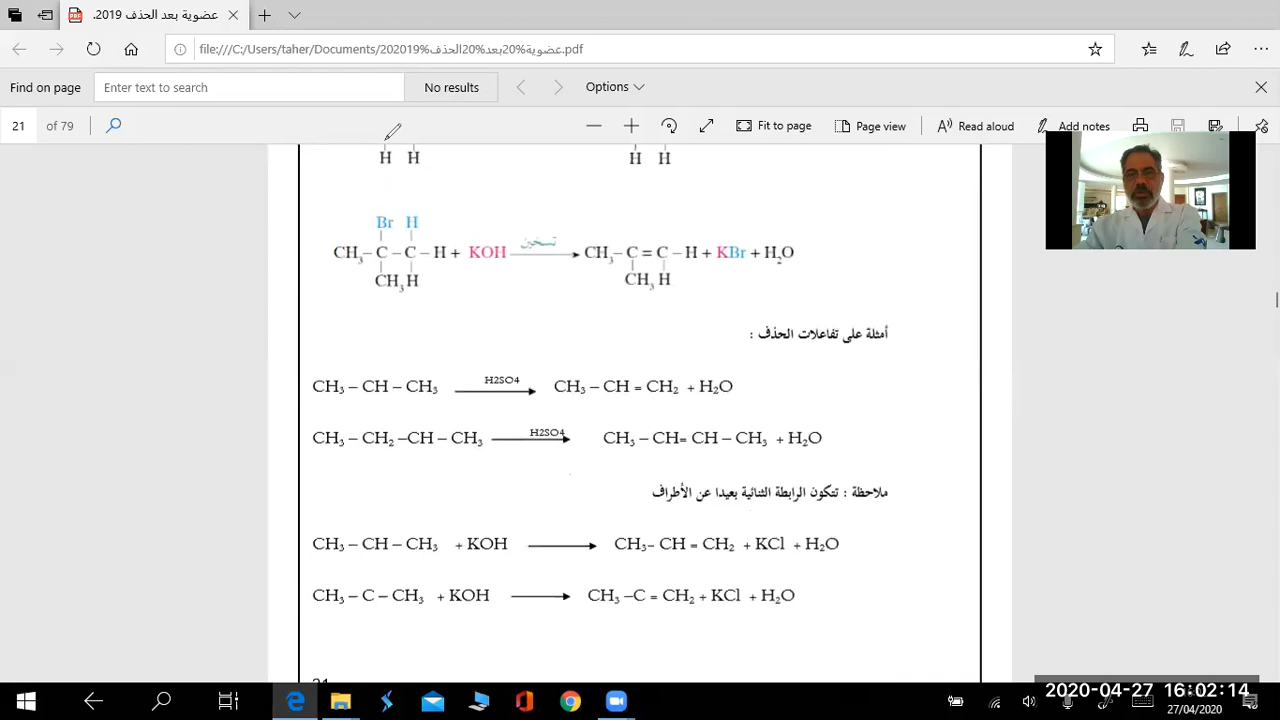 عضوية بعد الحذف 2019.
file:///C:/Users/taher/Documents/202019%عضوية%20بعد%20الحذف.pdf
Find on page
Enter text to search
No results
Options
21 of 79
Fit to page
Page view
Read aloud
Add notes
H H H H
Br H
تسخين
CH3– C – C – H + KOH CH3– C = C – H + KBr + H2O
CH3 H CH3 H
أمثلة على تفاعلات الحذف :
H2SO4
CH3 – CH – CH3 CH3 – CH = CH2 + H2O
H2SO4
CH3 – CH2 –CH – CH3 CH3 – CH= CH – CH3 + H2O
ملاحظة : تتكون الرابطة الثنائية بعيدا عن الأطراف
CH3 – CH – CH3 + KOH CH3– CH = CH2 + KCl + H2O
CH3 – C – CH3 + KOH CH3 –C = CH2 + KCl + H2O
2020-04-27 16:02:14
27/04/2020